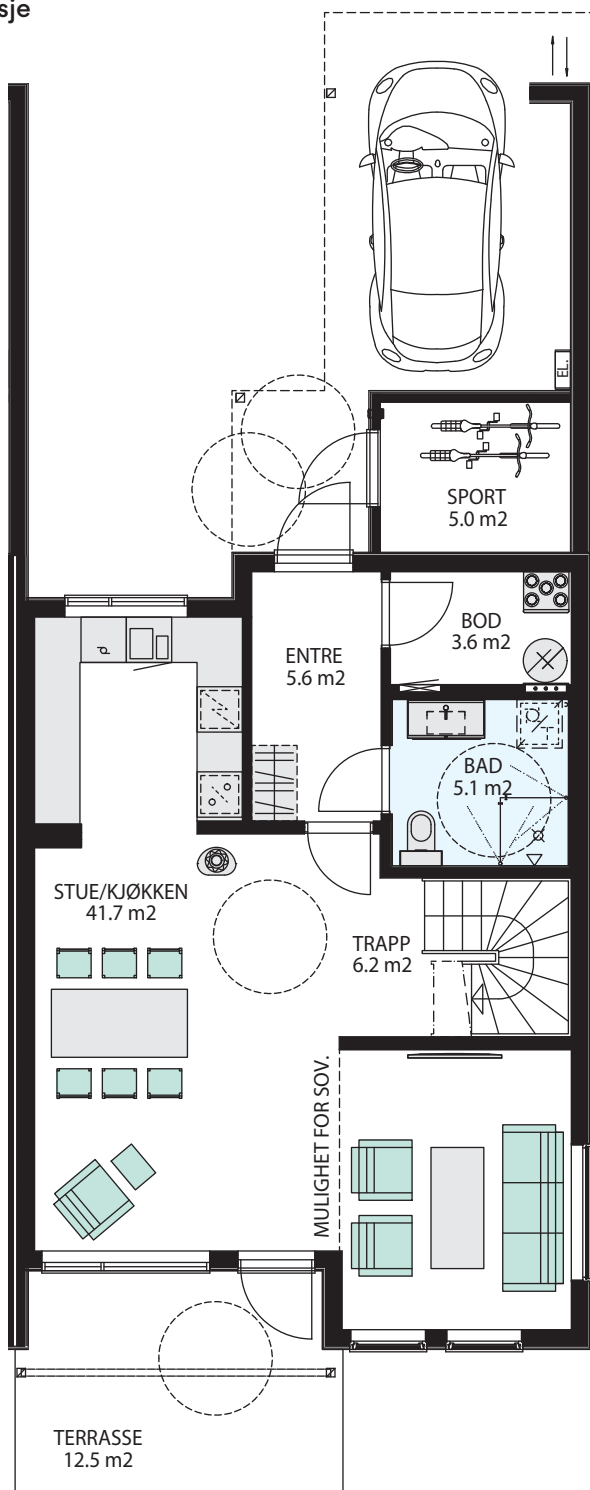 sje
EL.
SPORT
5.0 m2
BOD
3.6 m2
ENTRE
5.6 m2
BAD
5.1 m2
STUE/KJØKKEN
41.7 m2
TRAPP
6.2 m2
MULIGHET FOR SOV.
TERRASSE
12.5 m2